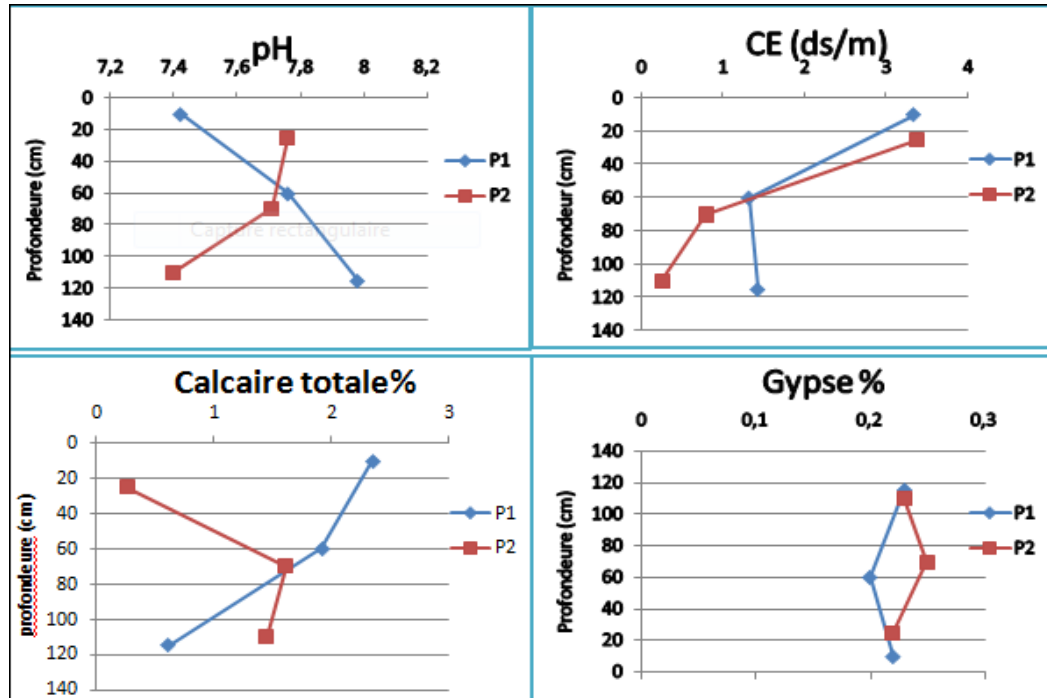 pH
7,2 7,4 7,6 7,8 8 8,2
0
20
40
60
80
100
120
140
Profondeure (cm)
P1
P2
Capture rectangulaire
CE (ds/m)
0 1 2 3 4
0
20
40
60
80
100
120
140
Profondeur (cm)
P1
P2
Calcaire totale%
0 1 2 3
0
20
40
60
80
100
120
140
profondeure (cm)
P1
P2
Gypse %
0 0,1 0,2 0,3
140
120
100
80
60
40
20
0
Profondeure (cm)
P1
P2